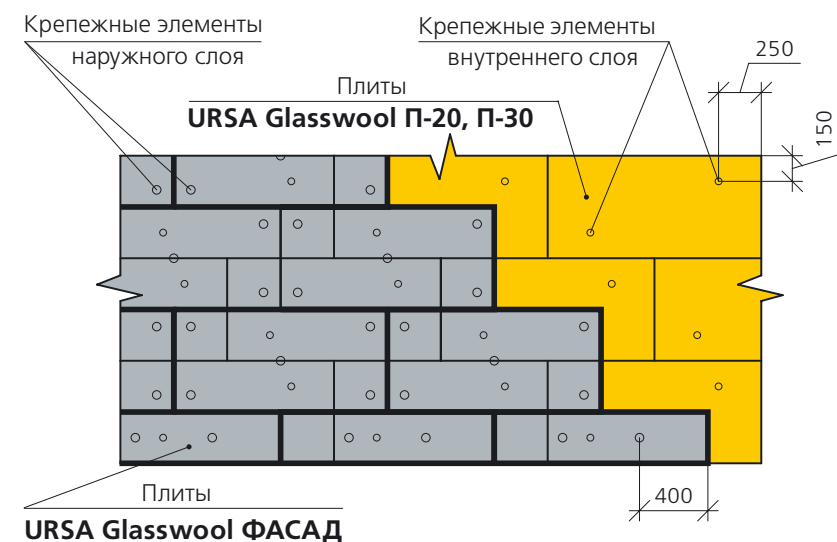 Крепежные элементы
наружного слоя
Крепежные элементы
внутреннего слоя
250
Плиты
URSA Glasswool П-20, П-30
150
400
Плиты
URSA Glasswool ФАСАД